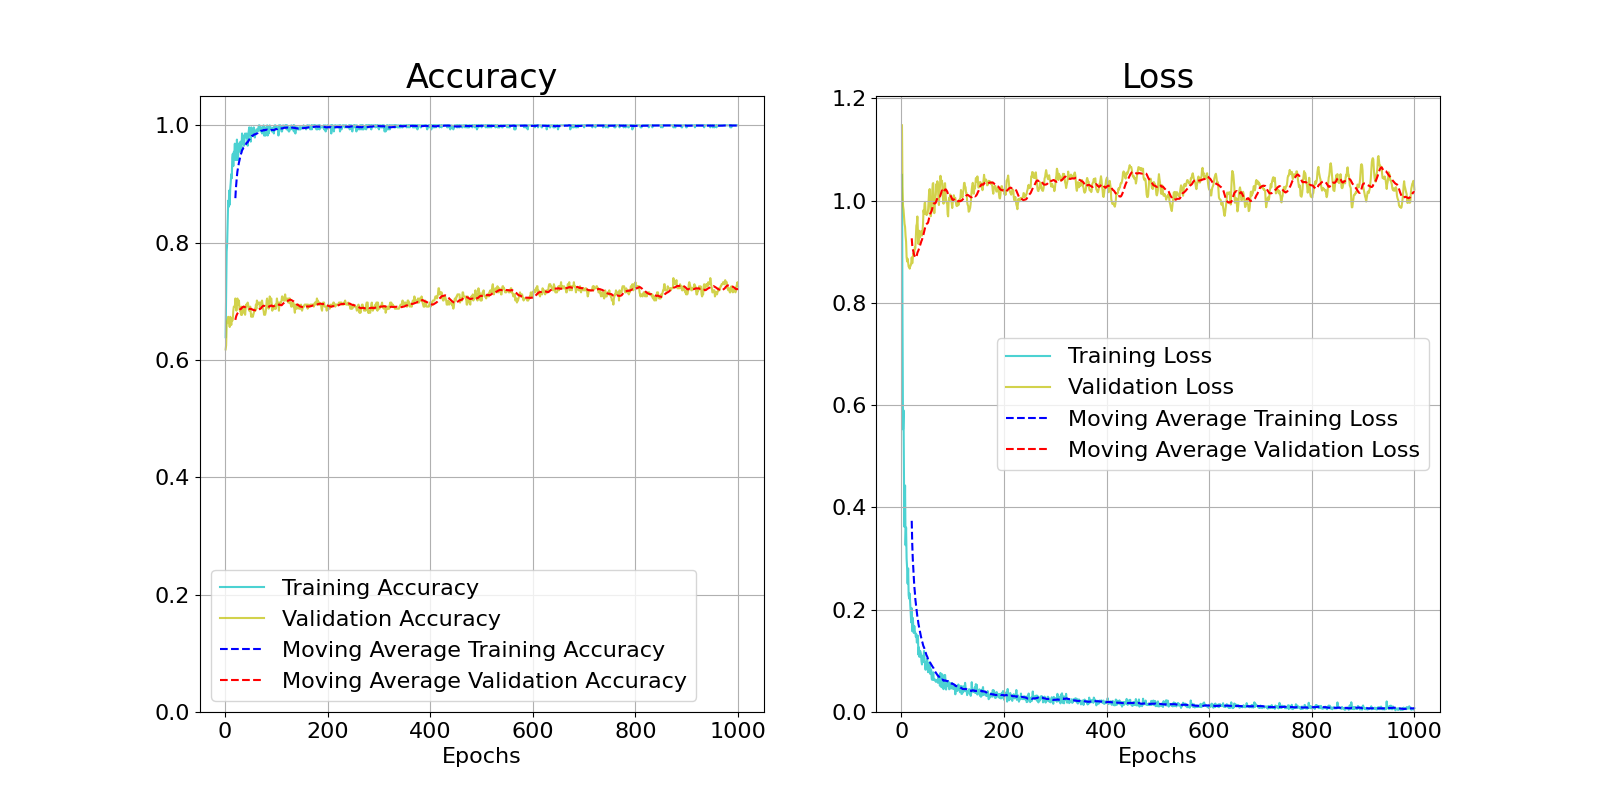 Accuracy
1.0
0.8
0.6
0.4
0.2
0.0
0 200 400 600 800 1000
Epochs
Training Accuracy
Validation Accuracy
Moving Average Training Accuracy
Moving Average Validation Accuracy
Loss
1.2
1.0
0.8
0.6
0.4
0.2
0.0
0 200 400 600 800 1000
Epochs
Training Loss
Validation Loss
Moving Average Training Loss
Moving Average Validation Loss